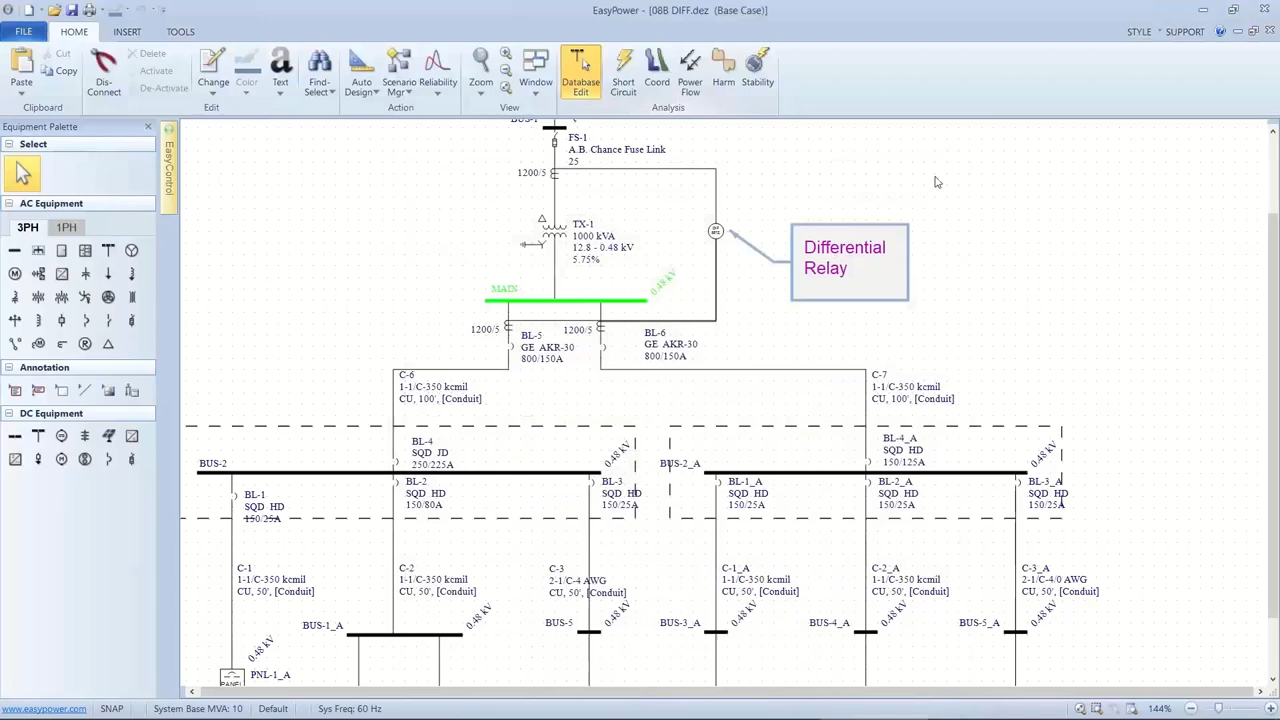 EasyPower - [08B DIFF.dez (Base Case)]
FILE
HOME
INSERT
TOOLS
STYLE
SUPPORT
Paste
Cut
Copy
Clipboard
Dis-
Connect
Delete
Activate
De-Activate
Edit
Change
Color
Text
Find-
Select
Auto
Design
Scenario
Mgr
Reliability
Action
Zoom
Window
View
Database
Edit
Short
Circuit
Coord
Power
Flow
Harm
Stability
Analysis
Equipment Palette
Select
AC Equipment
3PH
1PH
Annotation
DC Equipment
EasyControl
BUS-1
FS-1
A.B. Chance Fuse Link
25
1200/5
TX-1
1000 kVA
12.8 - 0.48 kV
5.75%
Differential
Relay
MAIN
0.48 kV
1200/5
1200/5
BL-5
GE AKR-30
800/150A
BL-6
GE AKR-30
800/150A
C-6
1-1/C-350 kcmil
CU, 100', [Conduit]
C-7
1-1/C-350 kcmil
CU, 100', [Conduit]
BL-4
SQD JD
250/225A
BL-4_A
SQD HD
150/125A
BUS-2
0.48 kV
BUS-2_A
0.48 kV
BL-1
SQD HD
150/25A
BL-2
SQD HD
150/80A
BL-3
SQD HD
150/25A
BL-1_A
SQD HD
150/25A
BL-2_A
SQD HD
150/25A
BL-3_A
SQD HD
150/25A
C-1
1-1/C-350 kcmil
CU, 50', [Conduit]
C-2
1-1/C-350 kcmil
CU, 50', [Conduit]
C-3
2-1/C-4 AWG
CU, 50', [Conduit]
C-1_A
1-1/C-350 kcmil
CU, 50', [Conduit]
C-2_A
1-1/C-350 kcmil
CU, 50', [Conduit]
C-3_A
2-1/C-4/0 AWG
CU, 50', [Conduit]
BUS-1_A
0.48 kV
BUS-5
0.48 kV
BUS-3_A
0.48 kV
BUS-4_A
0.48 kV
BUS-5_A
0.48 kV
0.48 kV
PNL-1_A
PANEL
www.easypower.com
SNAP
System Base MVA: 10
Default
Sys Freq: 60 Hz
144%